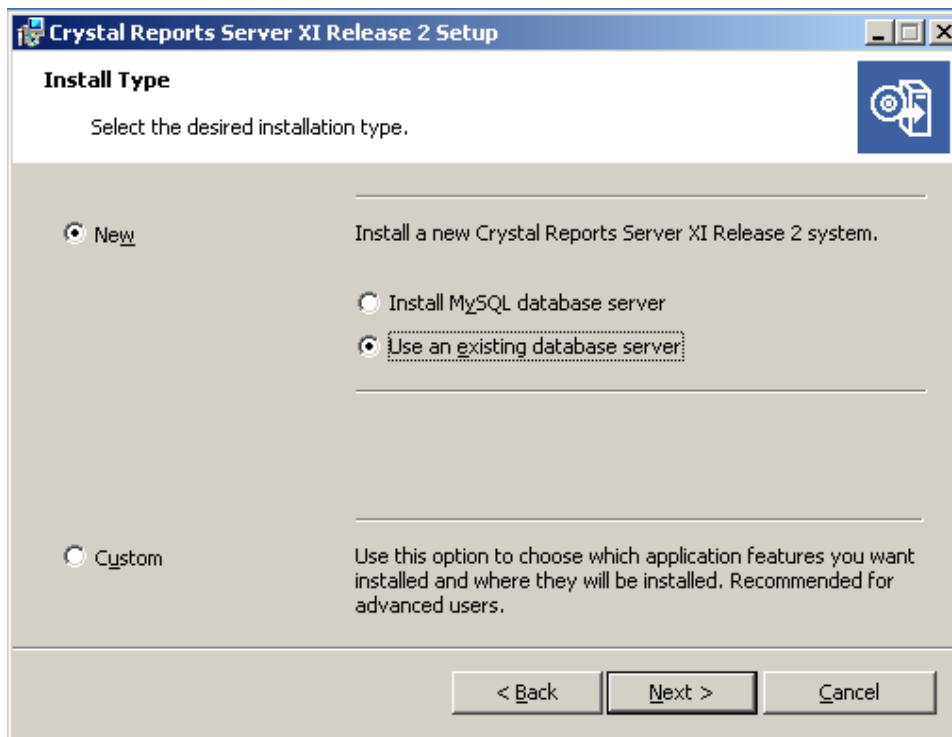 Crystal Reports Server XI Release 2 Setup
Install Type
Select the desired installation type.
New
Install a new Crystal Reports Server XI Release 2 system.
Install MySQL database server
Use an existing database server
Custom
Use this option to choose which application features you want
installed and where they will be installed. Recommended for
advanced users.
< Back
Next >
Cancel